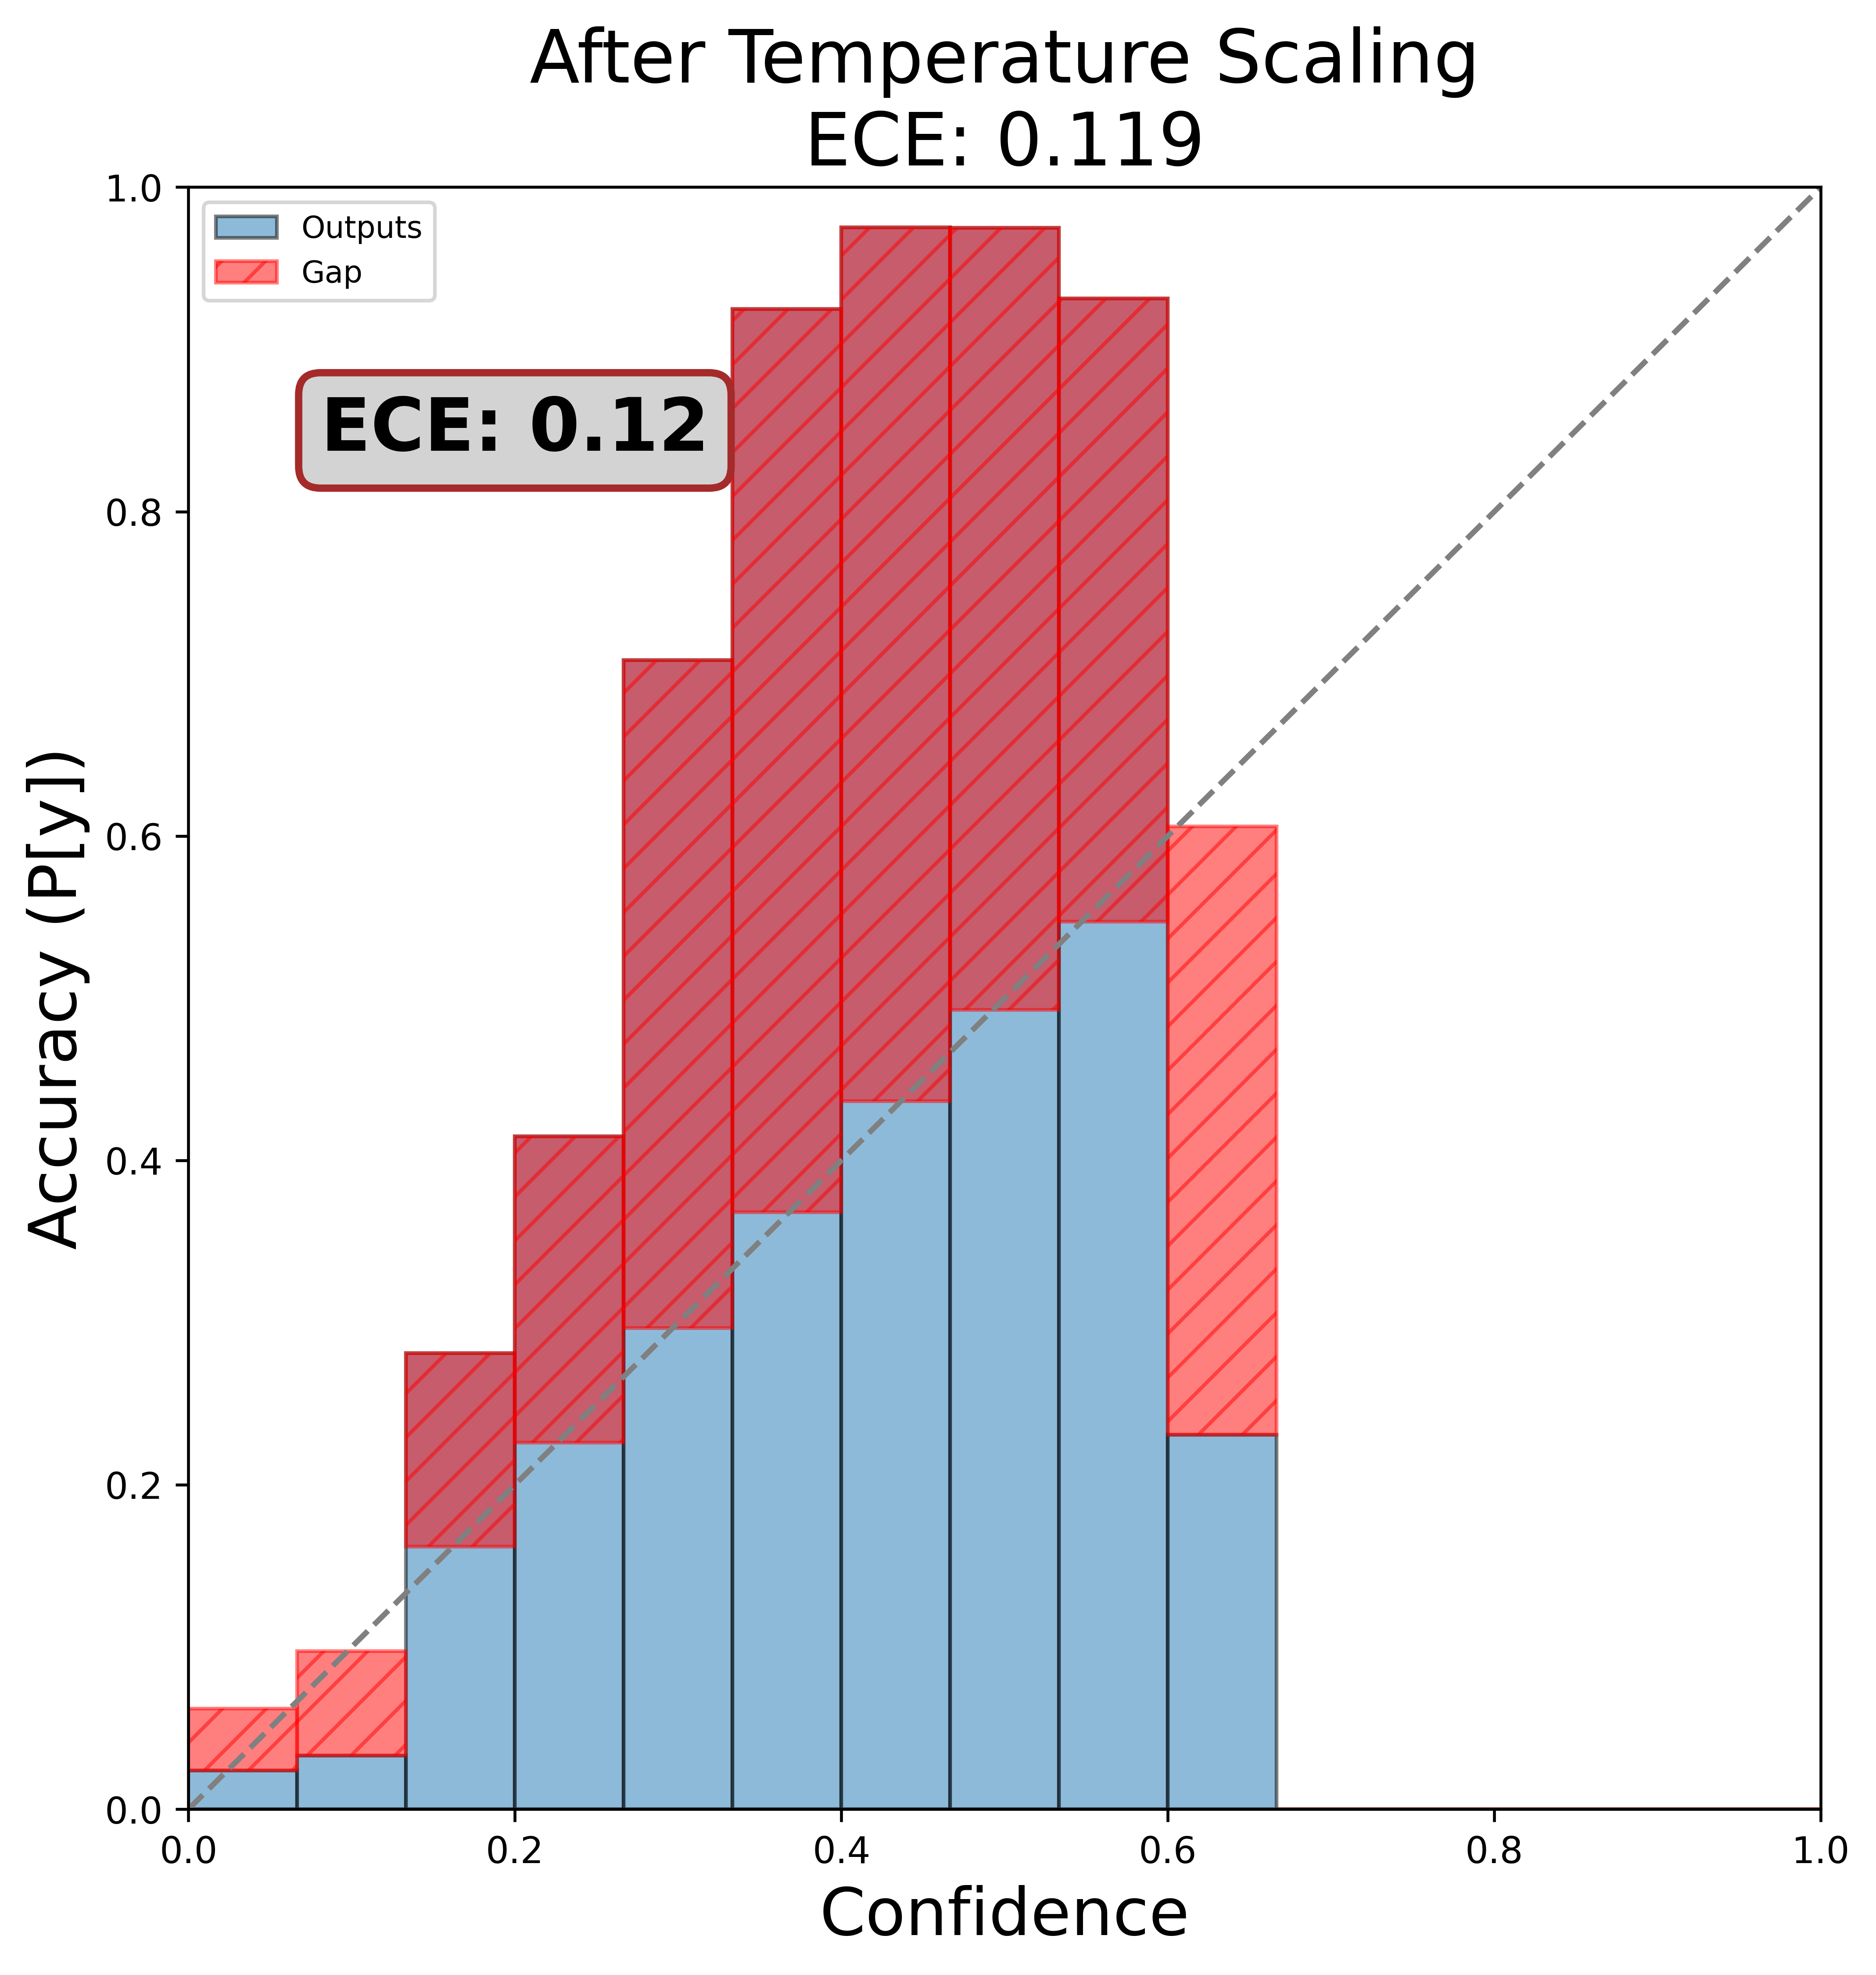 After Temperature Scaling
ECE: 0.119
1.0
Outputs
Gap
ECE: 0.12
0.8
0.6
0.4
0.2
0.0
Accuracy (P[y])
0.0 0.2 0.4 0.6 0.8 1.0
Confidence